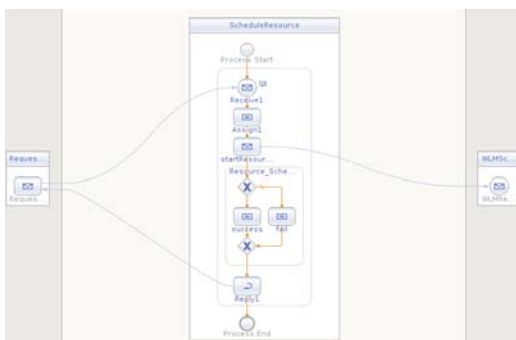 ScheduleResource
Process Start
Receive1
Assign1
startResour...
Reques...
Reques...
WLMSc...
WLMRe...
Resource_Sche...
success
fail
Reply1
Process End